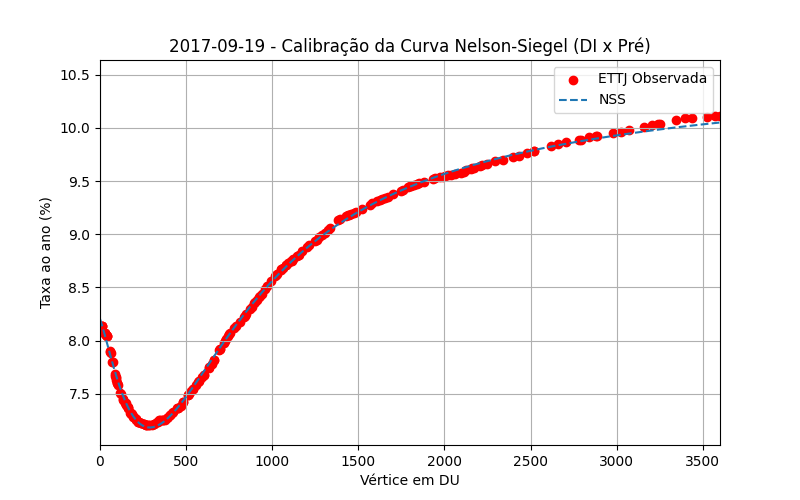 2017-09-19 - Calibração da Curva Nelson-Siegel (DI x Pré)
ETTJ Observada
NSS
Taxa ao ano (%)
10.5
10.0
9.5
9.0
8.5
8.0
7.5
0 500 1000 1500 2000 2500 3000 3500
Vértice em DU